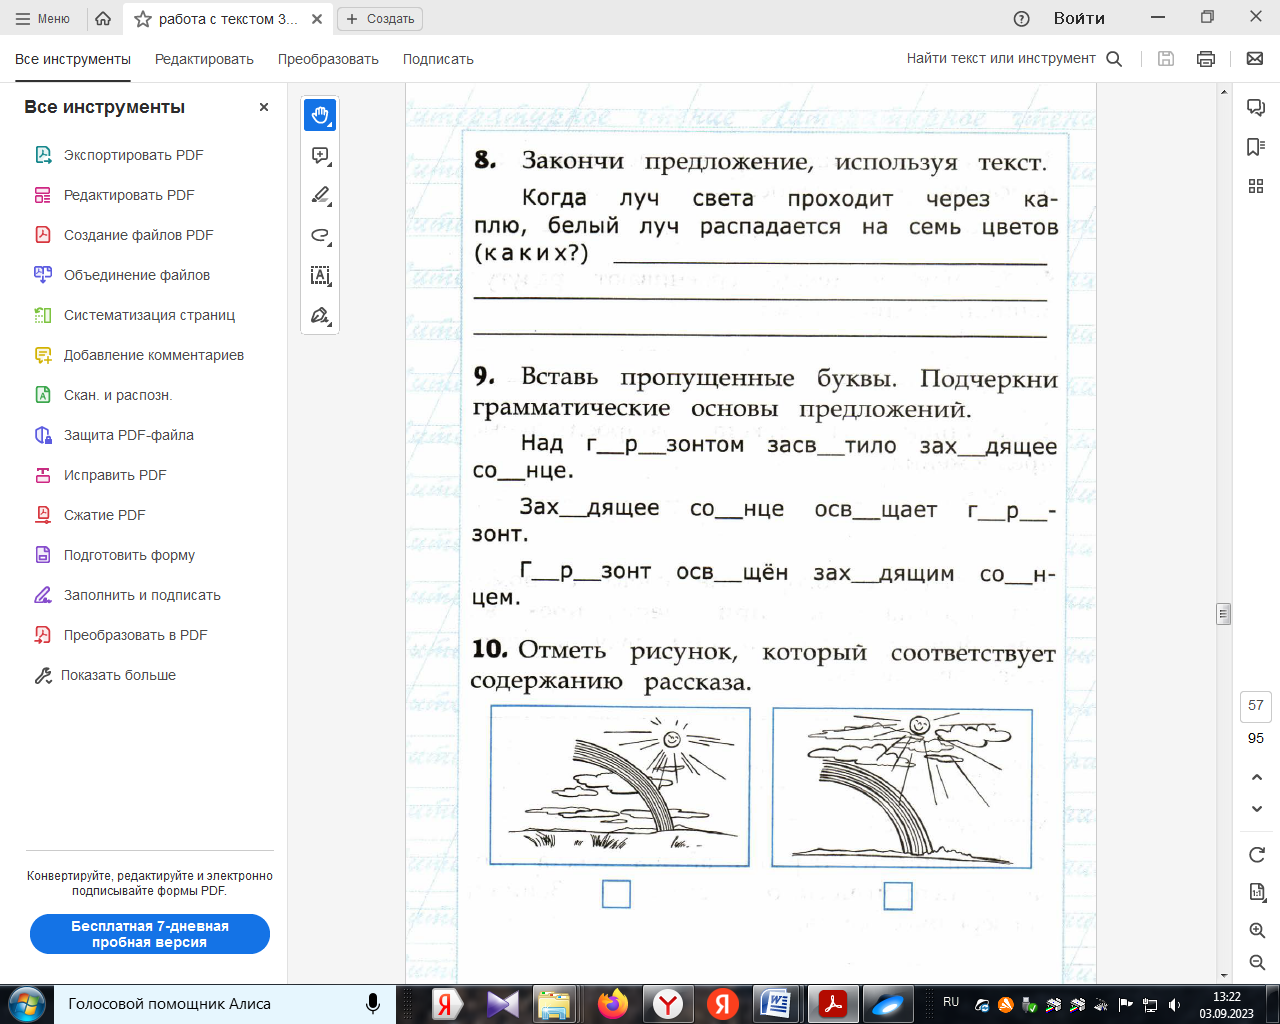 Меню
работа с текстом 3...
Создать
Войти
Все инструменты
Редактировать
Преобразовать
Подписать
Найти текст или инструмент
Все инструменты
Экспортировать PDF
Редактировать PDF
Создание файлов PDF
Объединение файлов
Систематизация страниц
Добавление комментариев
Скан. и распозн.
Защита PDF-файла
Исправить PDF
Сжатие PDF
Подготовить форму
Заполнить и подписать
Преобразовать в PDF
Показать больше
Конвертируйте, редактируйте и электронно
подписывайте формы PDF.
Бесплатная 7-дневная
пробная версия
8. Закончи предложение, используя текст.
Когда луч света проходит через ка-
плю, белый луч распадается на семь цветов
(каких?) ____
9. Вставь пропущенные буквы. Подчеркни
грамматические основы предложений.
Над г__р__зонтом засв__тило зах__дящее
со__нце.
Зах__дящее со__нце осв__щает г__р__-
зонт.
Г__р__зонт осв__щён зах__дящим со__н-
цем.
10. Отметь рисунок, который соответствует
содержанию рассказа.
57
95
1:1
Голосовой помощник Алиса
RU
13:22
03.09.2023